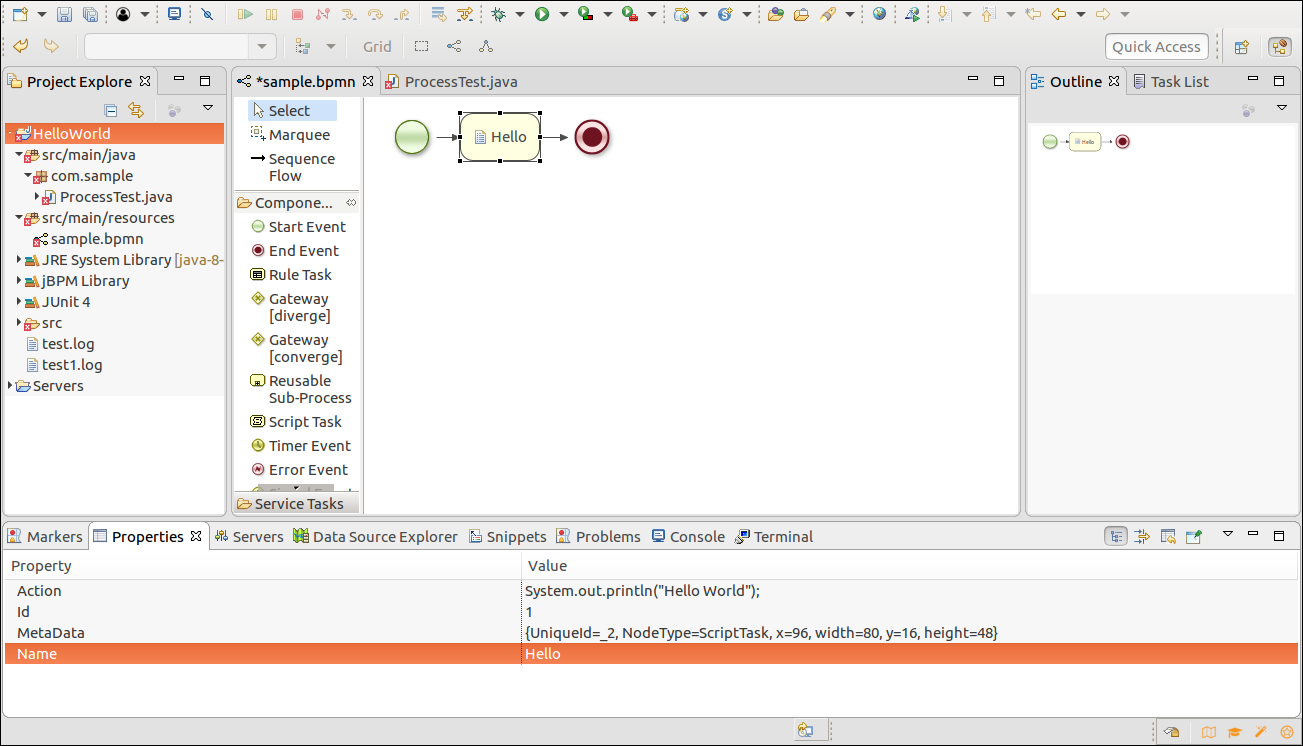 Grid
Quick Access
Project Explore
HelloWorld
src/main/java
com.sample
ProcessTest.java
src/main/resources
sample.bpmn
JRE System Library [java-8-
jBPM Library
JUnit 4
src
test.log
test1.log
Servers
*sample.bpmn
ProcessTest.java
Select
Marquee
Sequence
Flow
Compone...
Start Event
End Event
Rule Task
Gateway
[diverge]
Gateway
[converge]
Reusable
Sub-Process
Script Task
Timer Event
Error Event
Service Tasks
Hello
Outline
Task List
Hello
Markers
Properties
Servers
Data Source Explorer
Snippets
Problems
Console
Terminal
Property Value
Action System.out.println("Hello World");
Id 1
MetaData {UniqueId=_2, NodeType=ScriptTask, x=96, width=80, y=16, height=48}
Name Hello